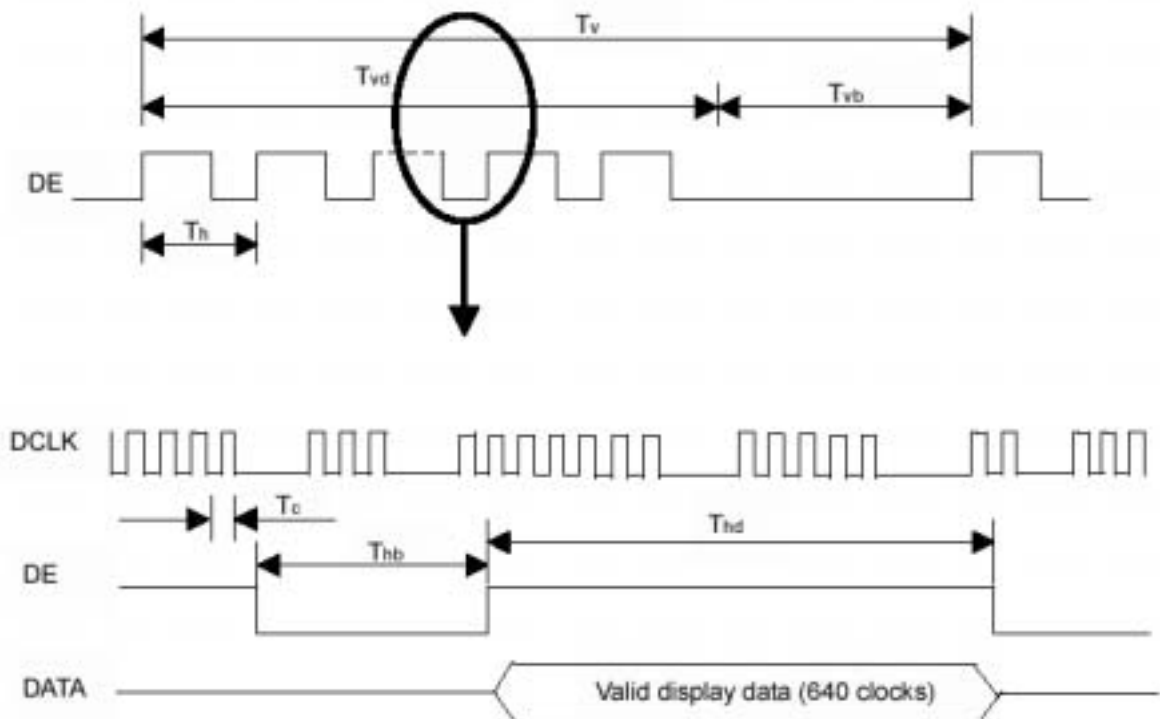 Tv
Tvd
Tvb
DE
Th
DCLK
Tc
Thd
Thb
DE
DATA
Valid display data (640 clocks)